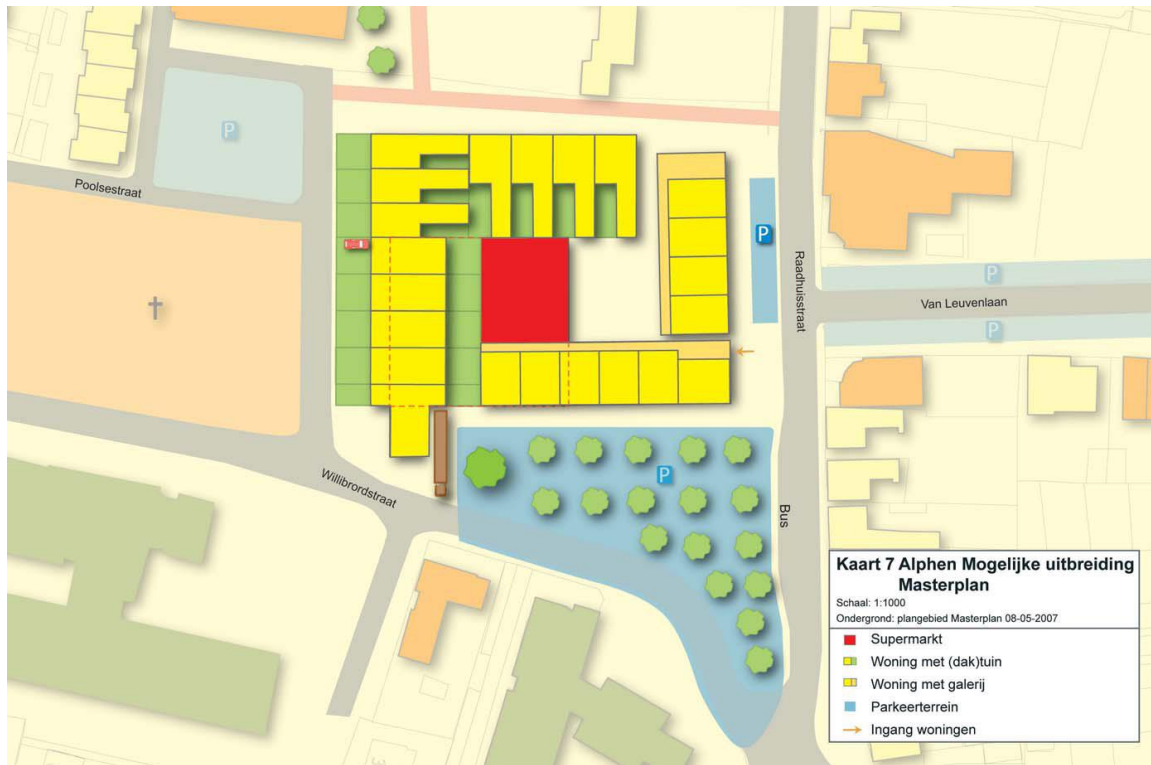 P
Poolsestraat
P
Raadhuisstraat
P
Van Leuvenlaan
P
Willibrordstraat
P
Bus
Kaart 7 Alphen Mogelijke uitbreiding
Masterplan
Schaal: 1:1000
Ondergrond: plangebied Masterplan 08-05-2007
Supermarkt
Woning met (dak)tuin
Woning met galerij
Parkeerterrein
Ingang woningen